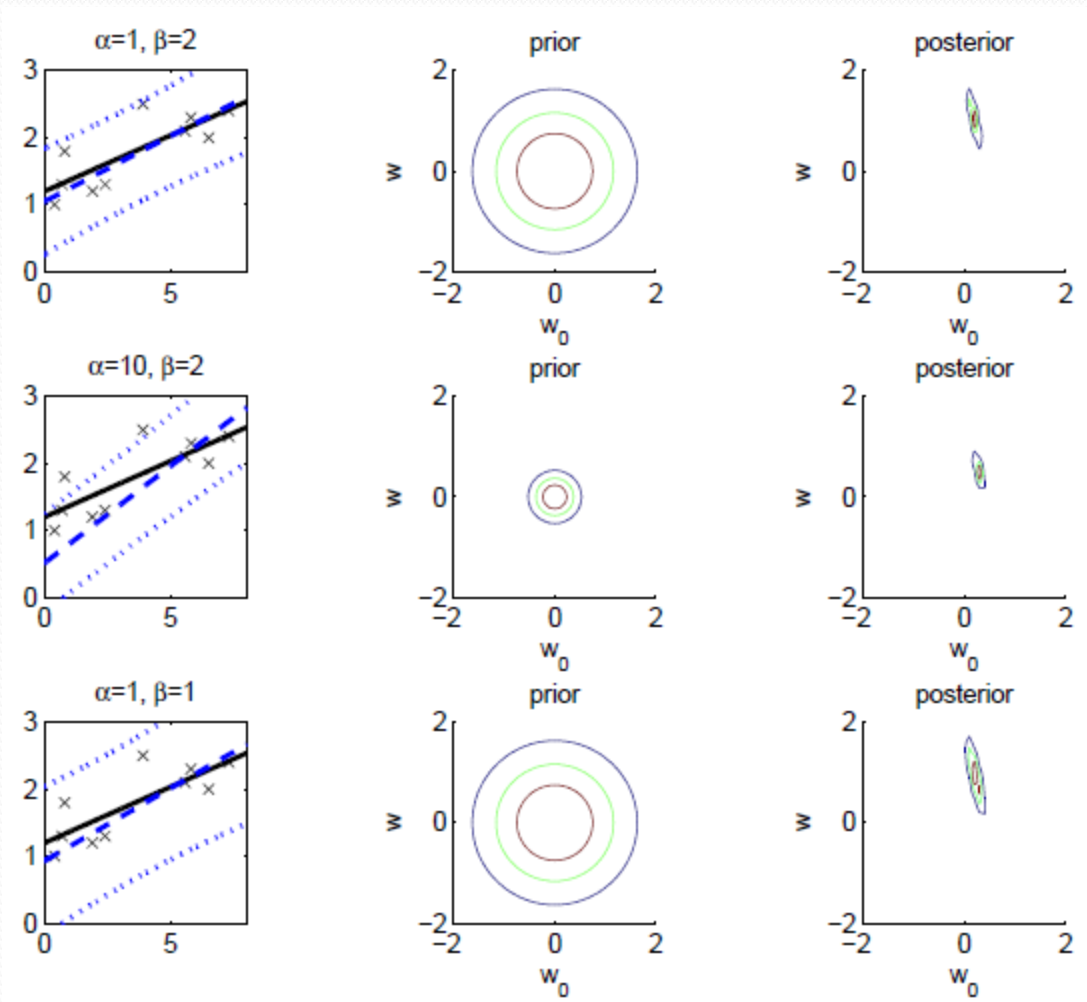 α=1, β=2 prior posterior
3 2 2
2
w 0 w 0
1
0 −2 −2
0 5 −2 0 2 −2 0 2
w0 w0
α=10, β=2 prior posterior
3 2 2
2
w 0 w 0
1
0 −2 −2
0 5 −2 0 2 −2 0 2
w0 w0
α=1, β=1 prior posterior
3 2 2
2
w 0 w 0
1
0 −2 −2
0 5 −2 0 2 −2 0 2
w0 w0